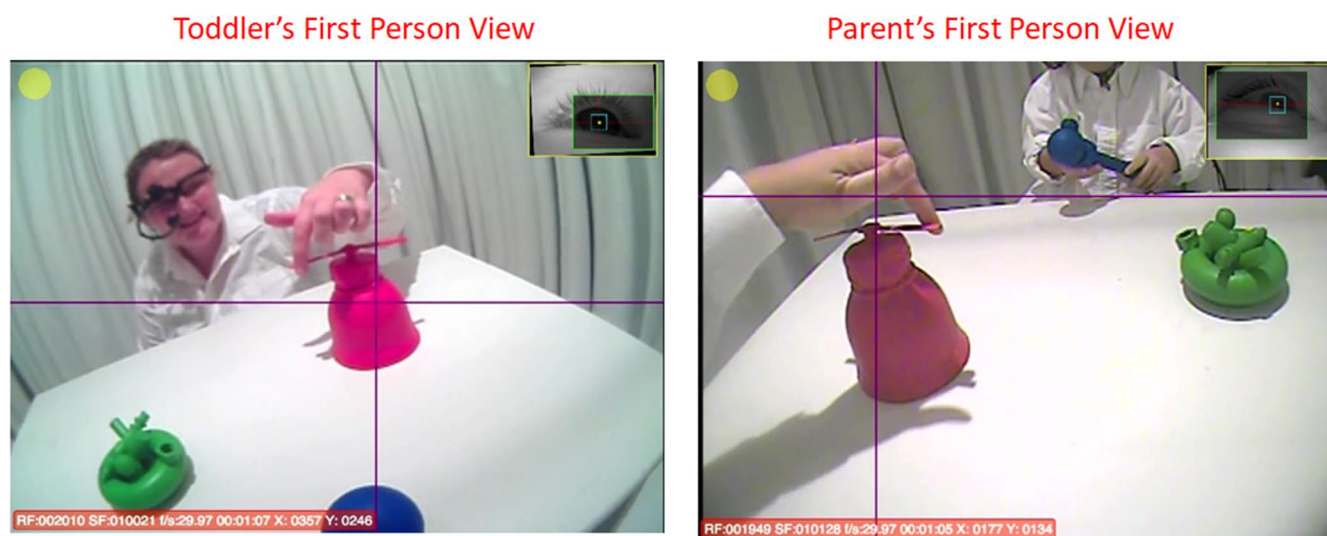 Toddler's First Person View
Parent's First Person View
RF:002010 SF:010021 f/s:29.97 00:01:07 X: 0357 Y: 0246
RF:001949 SF:010128 f/s:29.97 00:01:05 X: 0177 Y: 0134